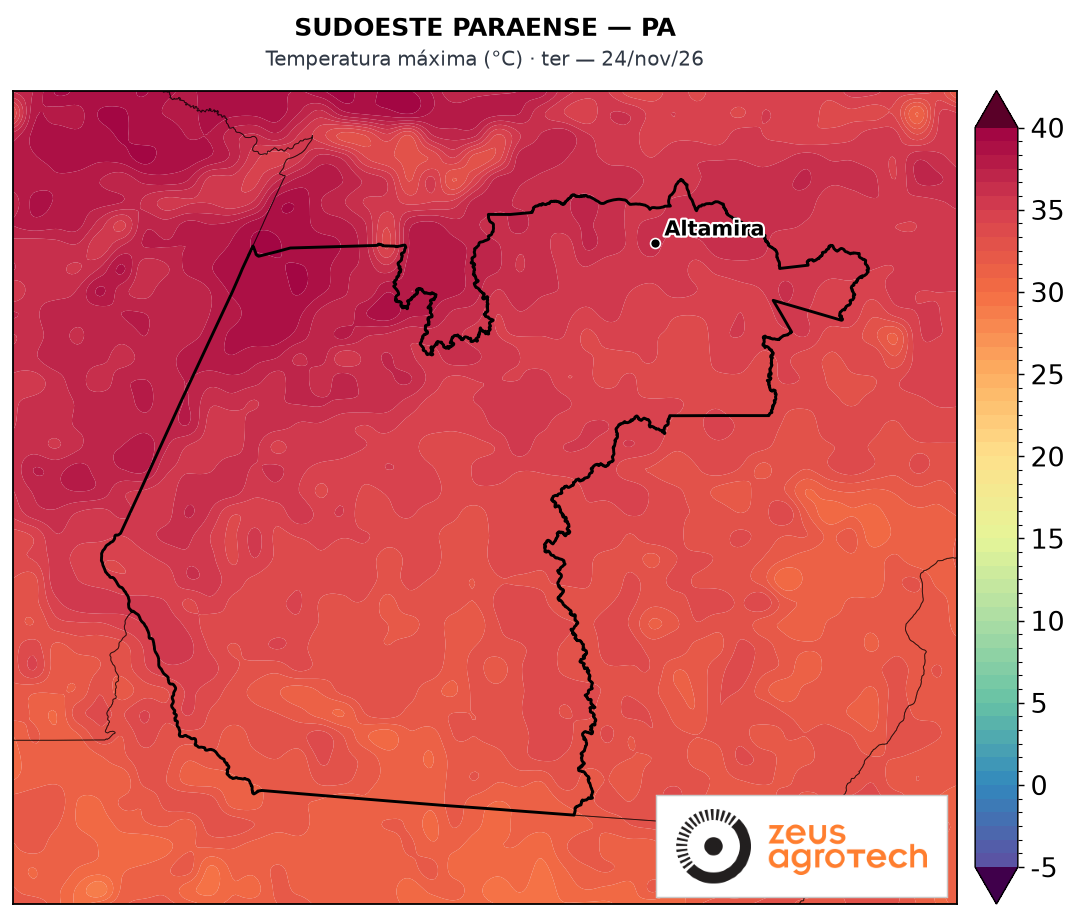 SUDOESTE PARAENSE — PA
Temperatura máxima (°C) · ter — 24/nov/26
Altamira
40
35
30
25
20
15
10
5
0
-5
zeus
agrotech